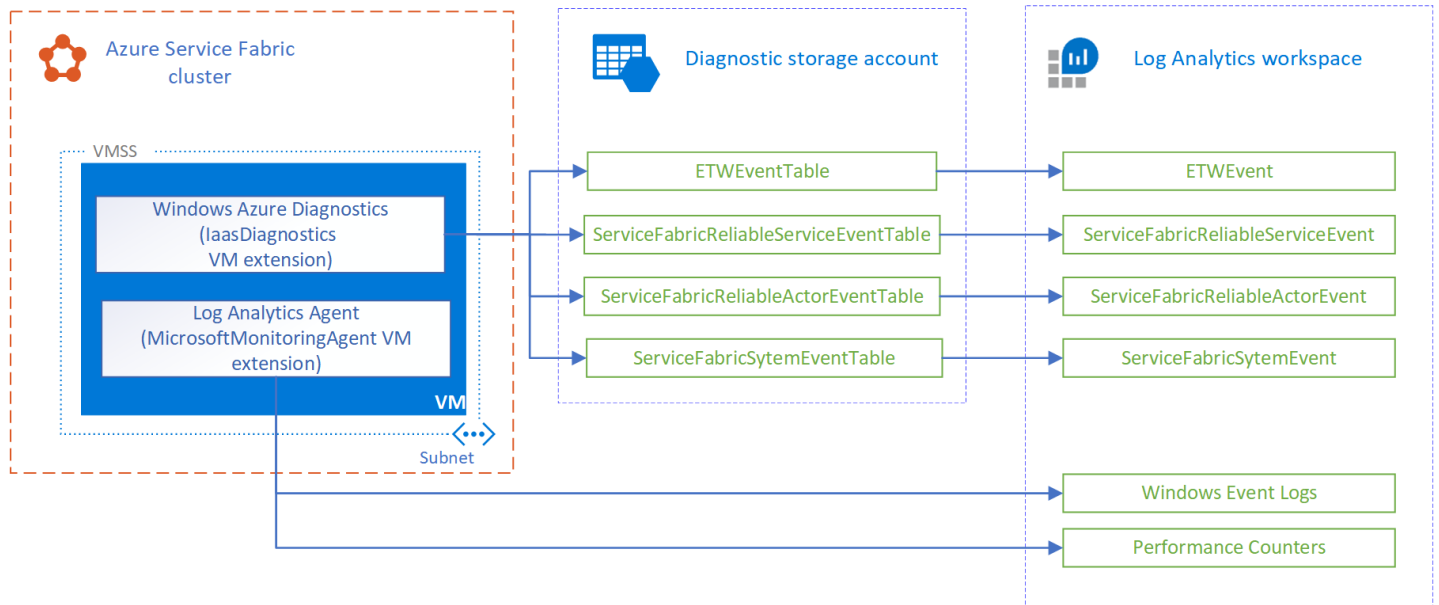 Azure Service Fabric
cluster
Diagnostic storage account
Log Analytics workspace
VMSS
Windows Azure Diagnostics
(IaasDiagnostics
VM extension)
Log Analytics Agent
(MicrosoftMonitoringAgent VM
extension)
VM
Subnet
ETWEventTable
ServiceFabricReliableServiceEventTable
ServiceFabricReliableActorEventTable
ServiceFabricSytemEventTable
ETWEvent
ServiceFabricReliableServiceEvent
ServiceFabricReliableActorEvent
ServiceFabricSytemEvent
Windows Event Logs
Performance Counters